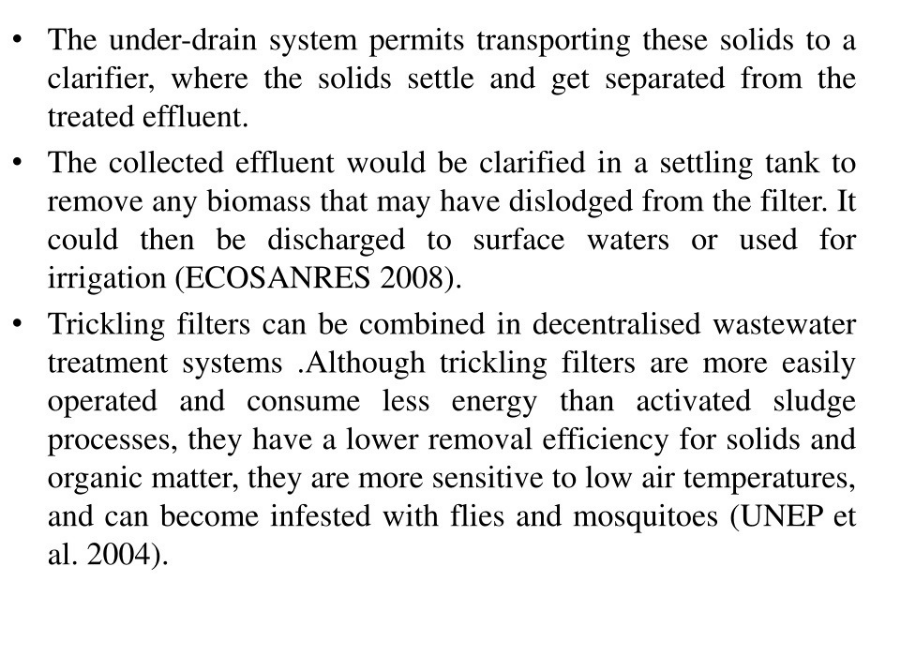 • The under-drain system permits transporting these solids to a
clarifier, where the solids settle and get separated from the
treated effluent.
• The collected effluent would be clarified in a settling tank to
remove any biomass that may have dislodged from the filter. It
could then be discharged to surface waters or used for
irrigation (ECOSANRES 2008).
• Trickling filters can be combined in decentralised wastewater
treatment systems .Although trickling filters are more easily
operated and consume less energy than activated sludge
processes, they have a lower removal efficiency for solids and
organic matter, they are more sensitive to low air temperatures,
and can become infested with flies and mosquitoes (UNEP et
al. 2004).